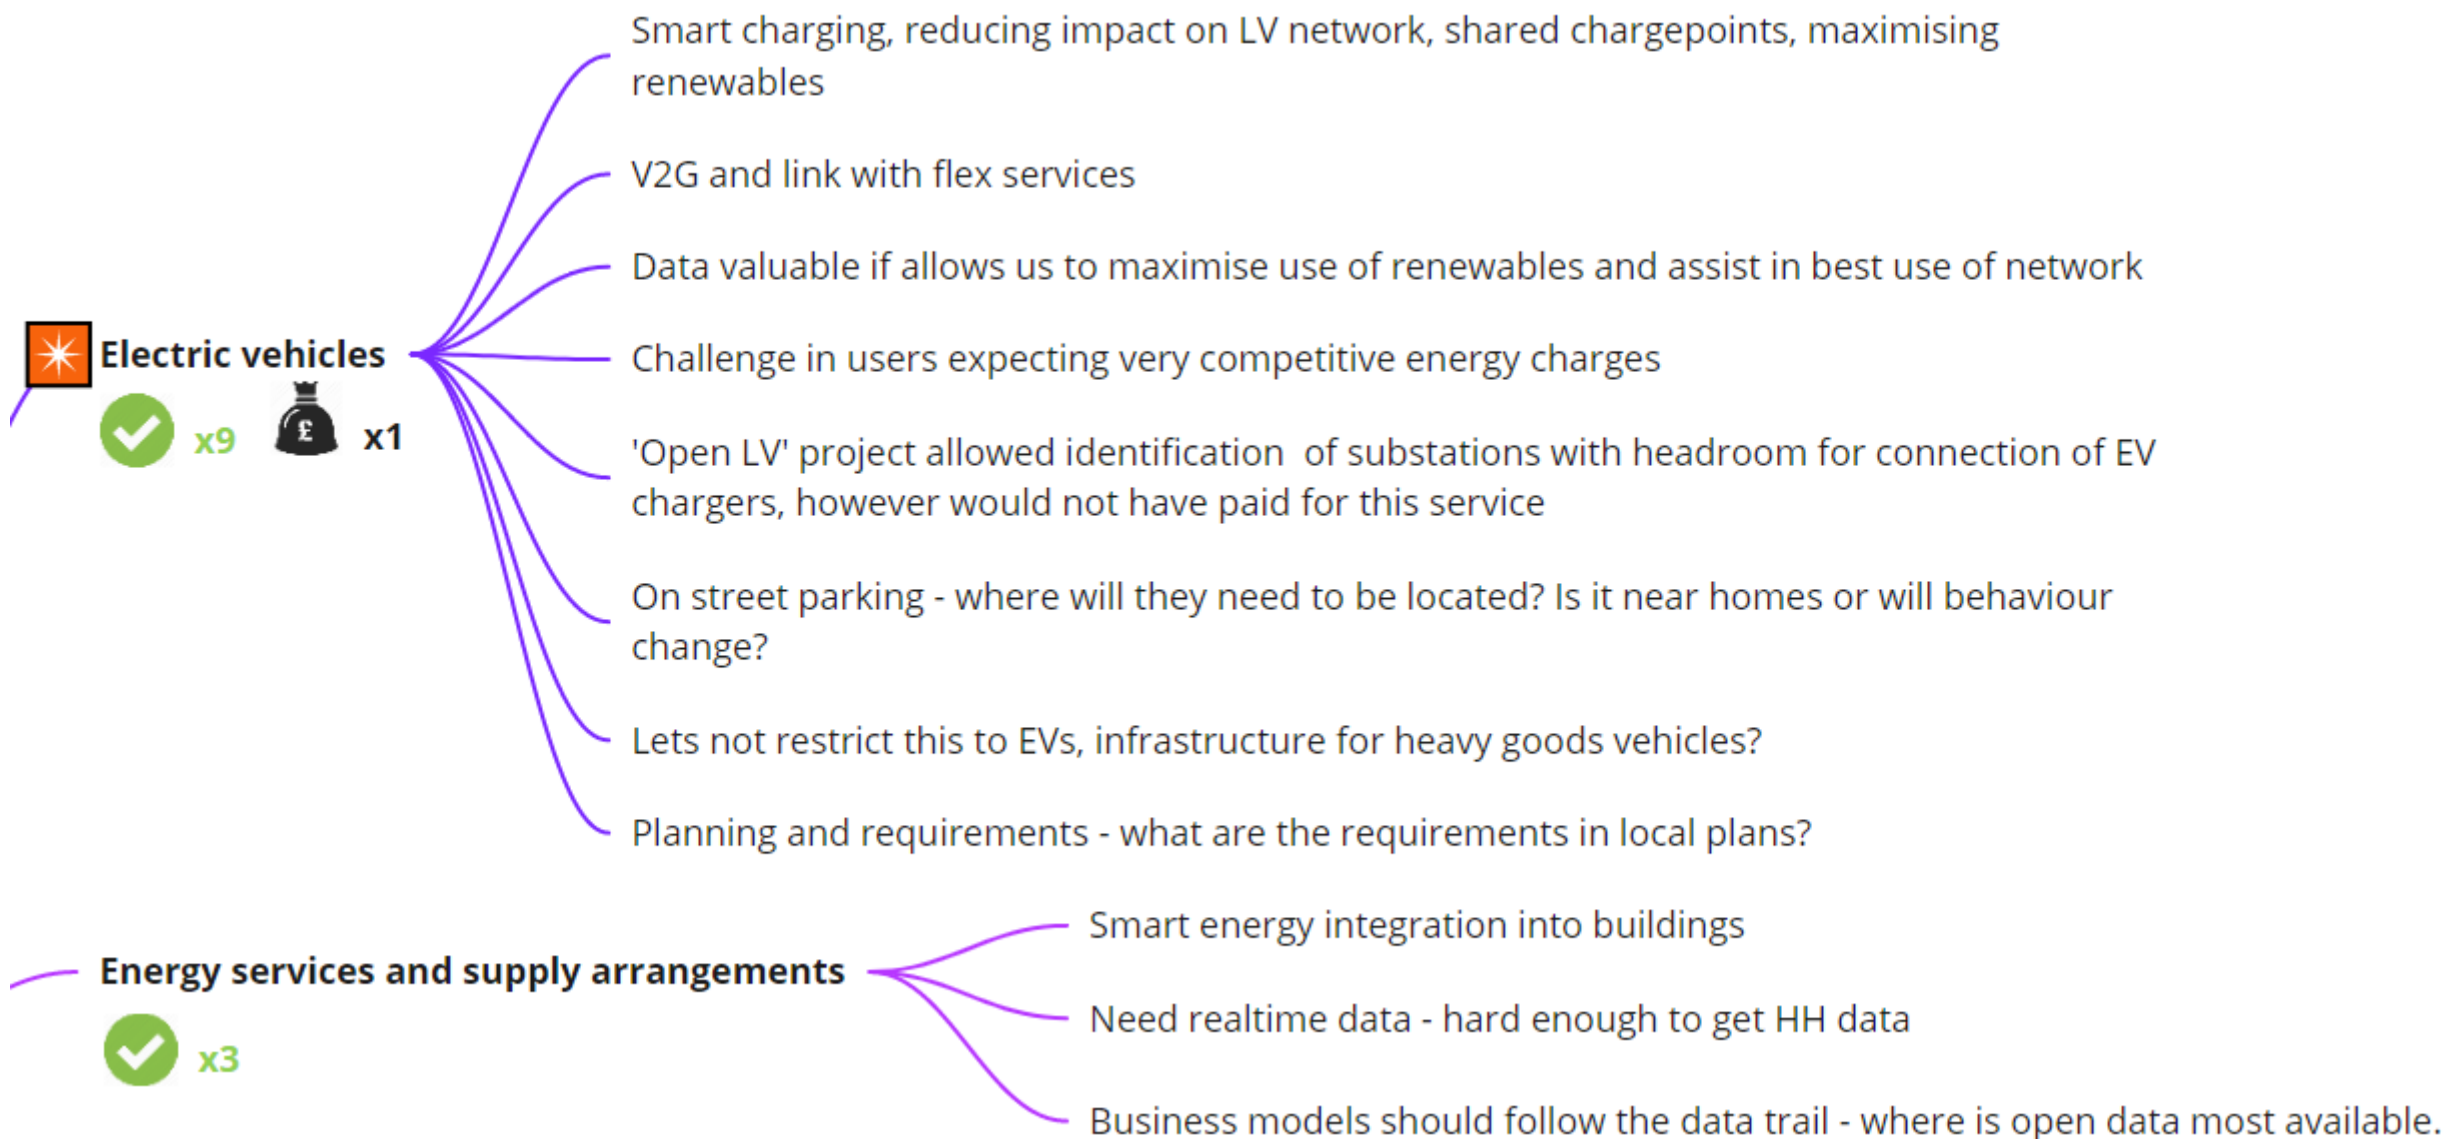 Smart charging, reducing impact on LV network, shared chargepoints, maximising
renewables
V2G and link with flex services
Data valuable if allows us to maximise use of renewables and assist in best use of network
Electric vehicles
x9
£
x1
Challenge in users expecting very competitive energy charges
'Open LV' project allowed identification  of substations with headroom for connection of EV
chargers, however would not have paid for this service
On street parking - where will they need to be located? Is it near homes or will behaviour
change?
Lets not restrict this to EVs, infrastructure for heavy goods vehicles?
Planning and requirements - what are the requirements in local plans?
Energy services and supply arrangements
x3
Smart energy integration into buildings
Need realtime data - hard enough to get HH data
Business models should follow the data trail - where is open data most available.